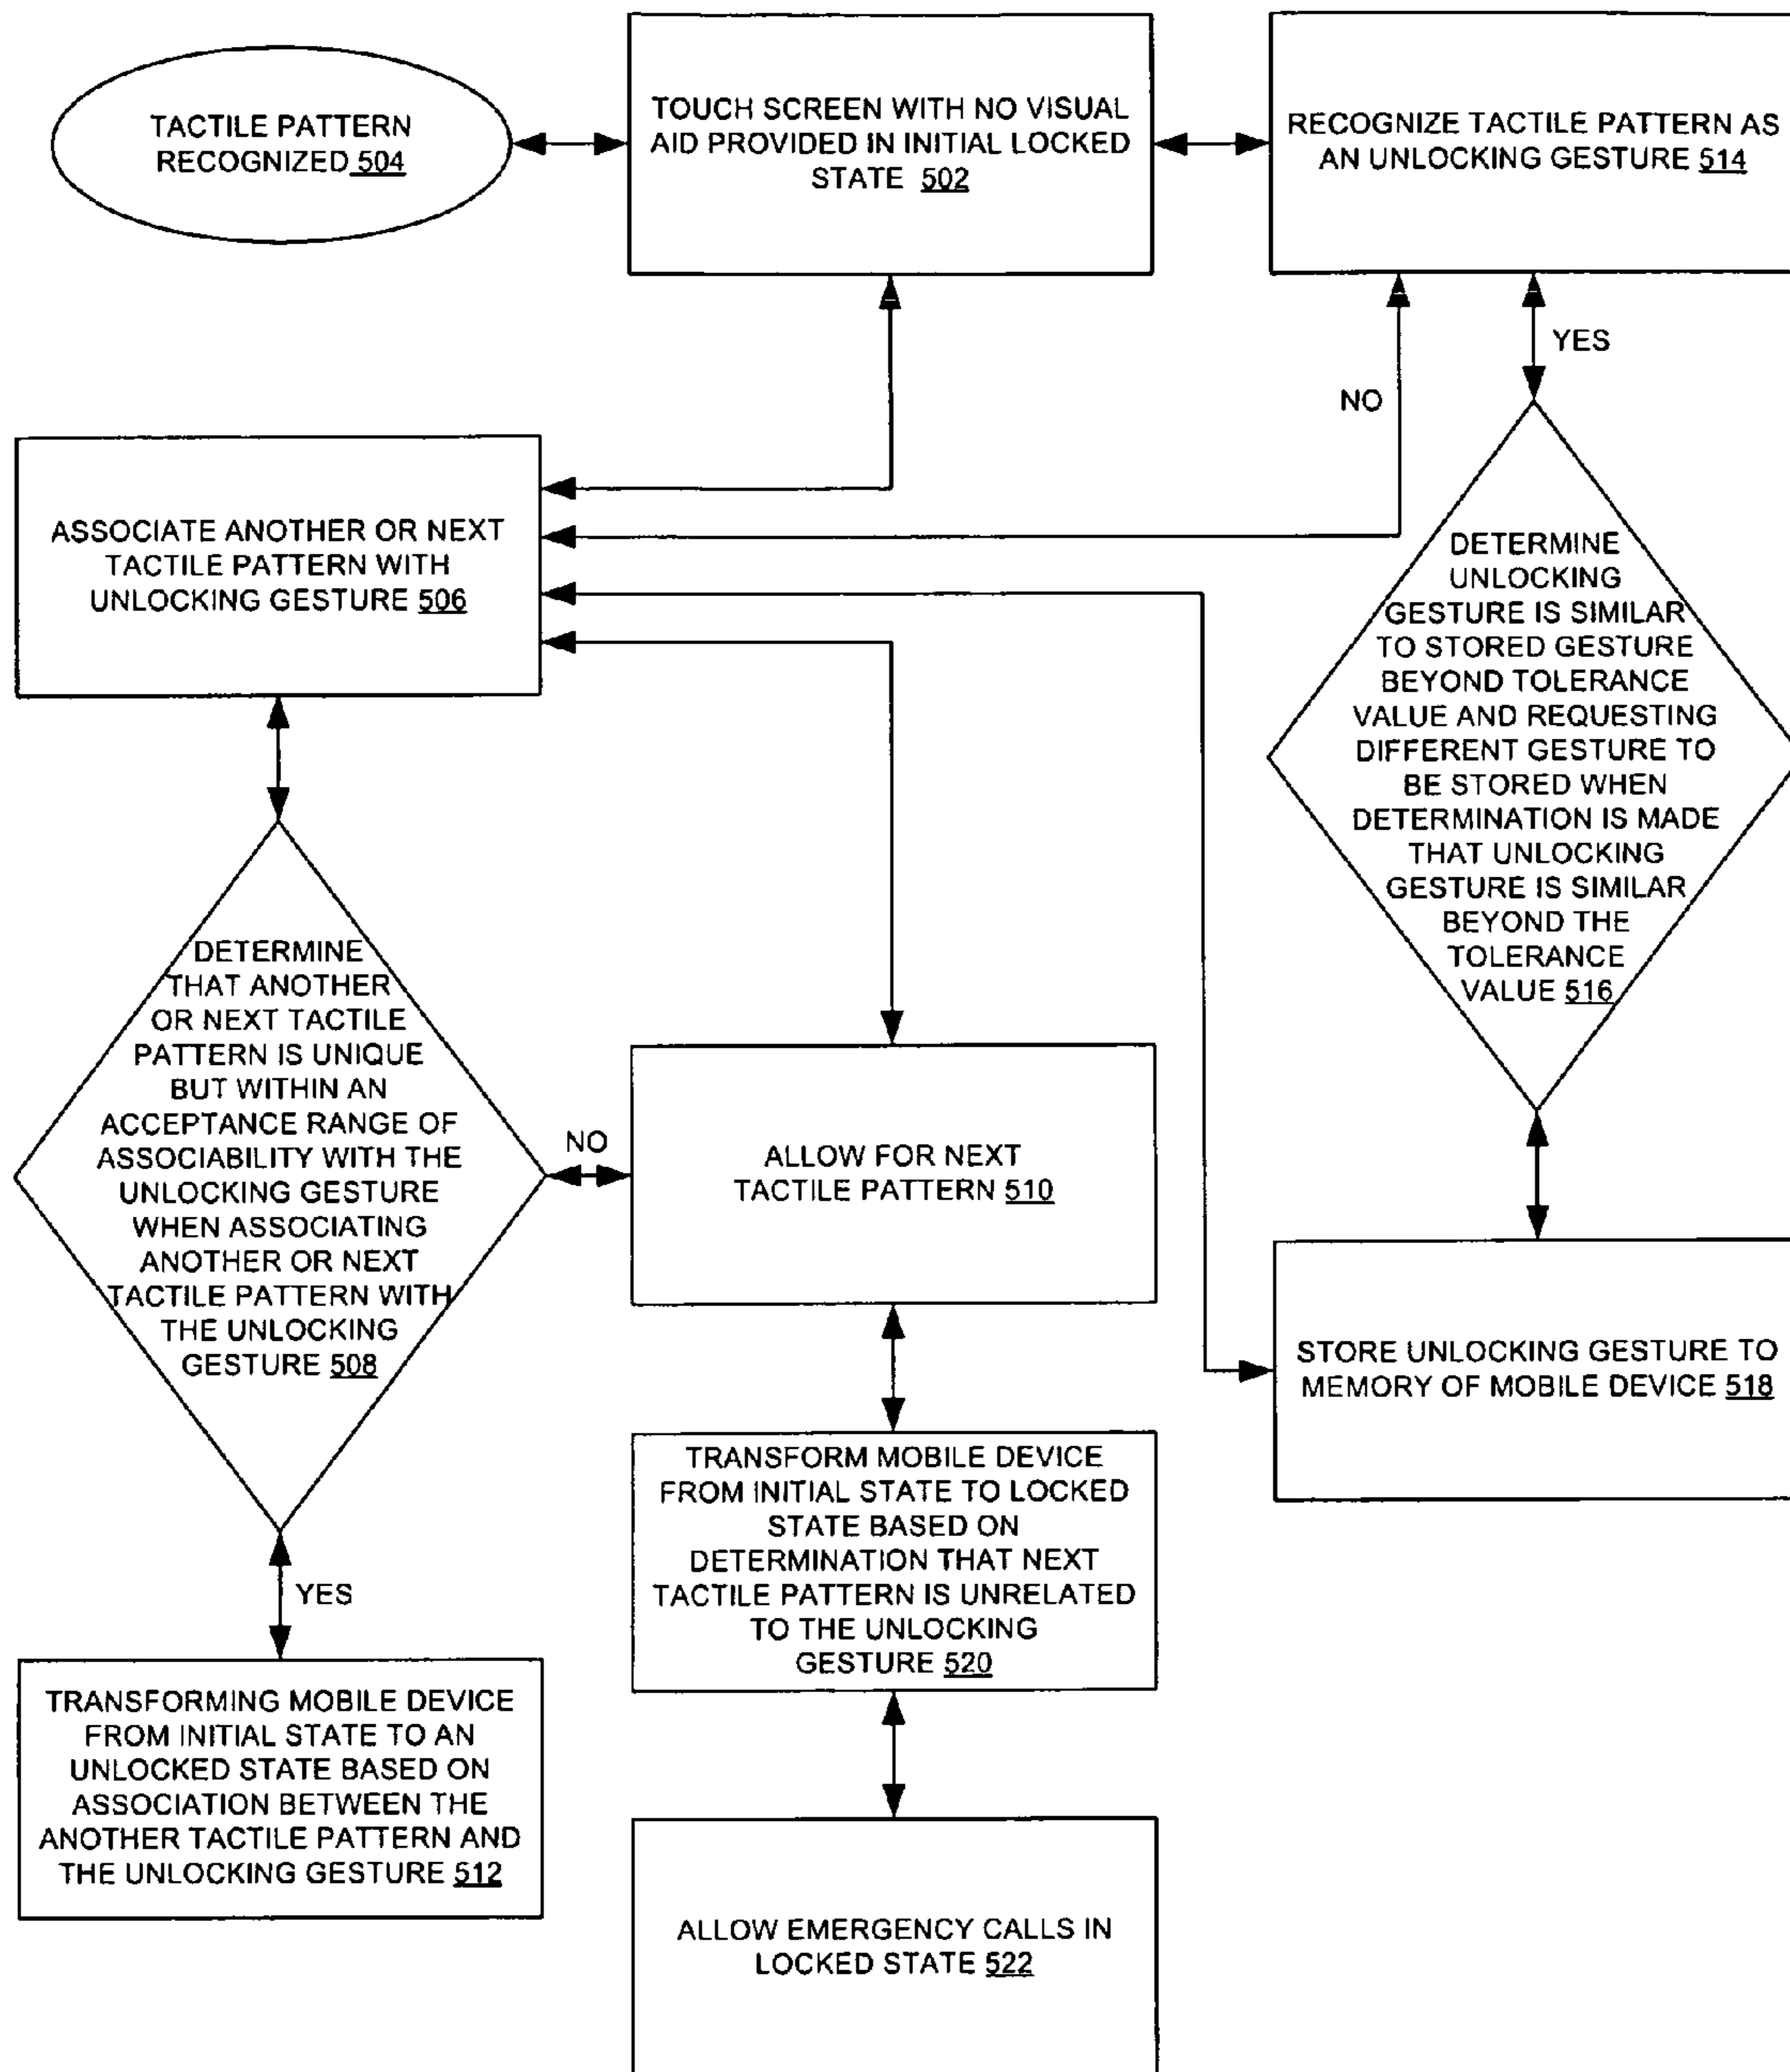 TACTILE PATTERN
RECOGNIZED 504
TOUCH SCREEN WITH NO VISUAL
AID PROVIDED IN INITIAL LOCKED
STATE 502
RECOGNIZE TACTILE PATTERN AS
AN UNLOCKING GESTURE 514
YES
NO
ASSOCIATE ANOTHER OR NEXT
TACTILE PATTERN WITH
UNLOCKING GESTURE 506
DETERMINE
UNLOCKING
GESTURE IS SIMILAR
TO STORED GESTURE
BEYOND TOLERANCE
VALUE AND REQUESTING
DIFFERENT GESTURE TO
BE STORED WHEN
DETERMINATION IS MADE
THAT UNLOCKING
GESTURE IS SIMILAR
BEYOND THE
TOLERANCE
VALUE 516
DETERMINE
THAT ANOTHER
OR NEXT TACTILE
PATTERN IS UNIQUE
BUT WITHIN AN
ACCEPTANCE RANGE OF
ASSOCIABILITY WITH THE
UNLOCKING GESTURE
WHEN ASSOCIATING
ANOTHER OR NEXT
TACTILE PATTERN WITH
THE UNLOCKING
GESTURE 508
NO
ALLOW FOR NEXT
TACTILE PATTERN 510
STORE UNLOCKING GESTURE TO
MEMORY OF MOBILE DEVICE 518
TRANSFORM MOBILE DEVICE
FROM INITIAL STATE TO LOCKED
STATE BASED ON
DETERMINATION THAT NEXT
TACTILE PATTERN IS UNRELATED
TO THE UNLOCKING
GESTURE 520
YES
TRANSFORMING MOBILE DEVICE
FROM INITIAL STATE TO AN
UNLOCKED STATE BASED ON
ASSOCIATION BETWEEN THE
ANOTHER TACTILE PATTERN AND
THE UNLOCKING GESTURE 512
ALLOW EMERGENCY CALLS IN
LOCKED STATE 522